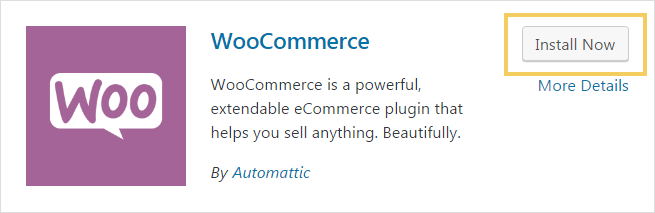 WOO
WooCommerce
Install Now
More Details
WooCommerce is a powerful,
extendable eCommerce plugin that
helps you sell anything. Beautifully.
By Automattic